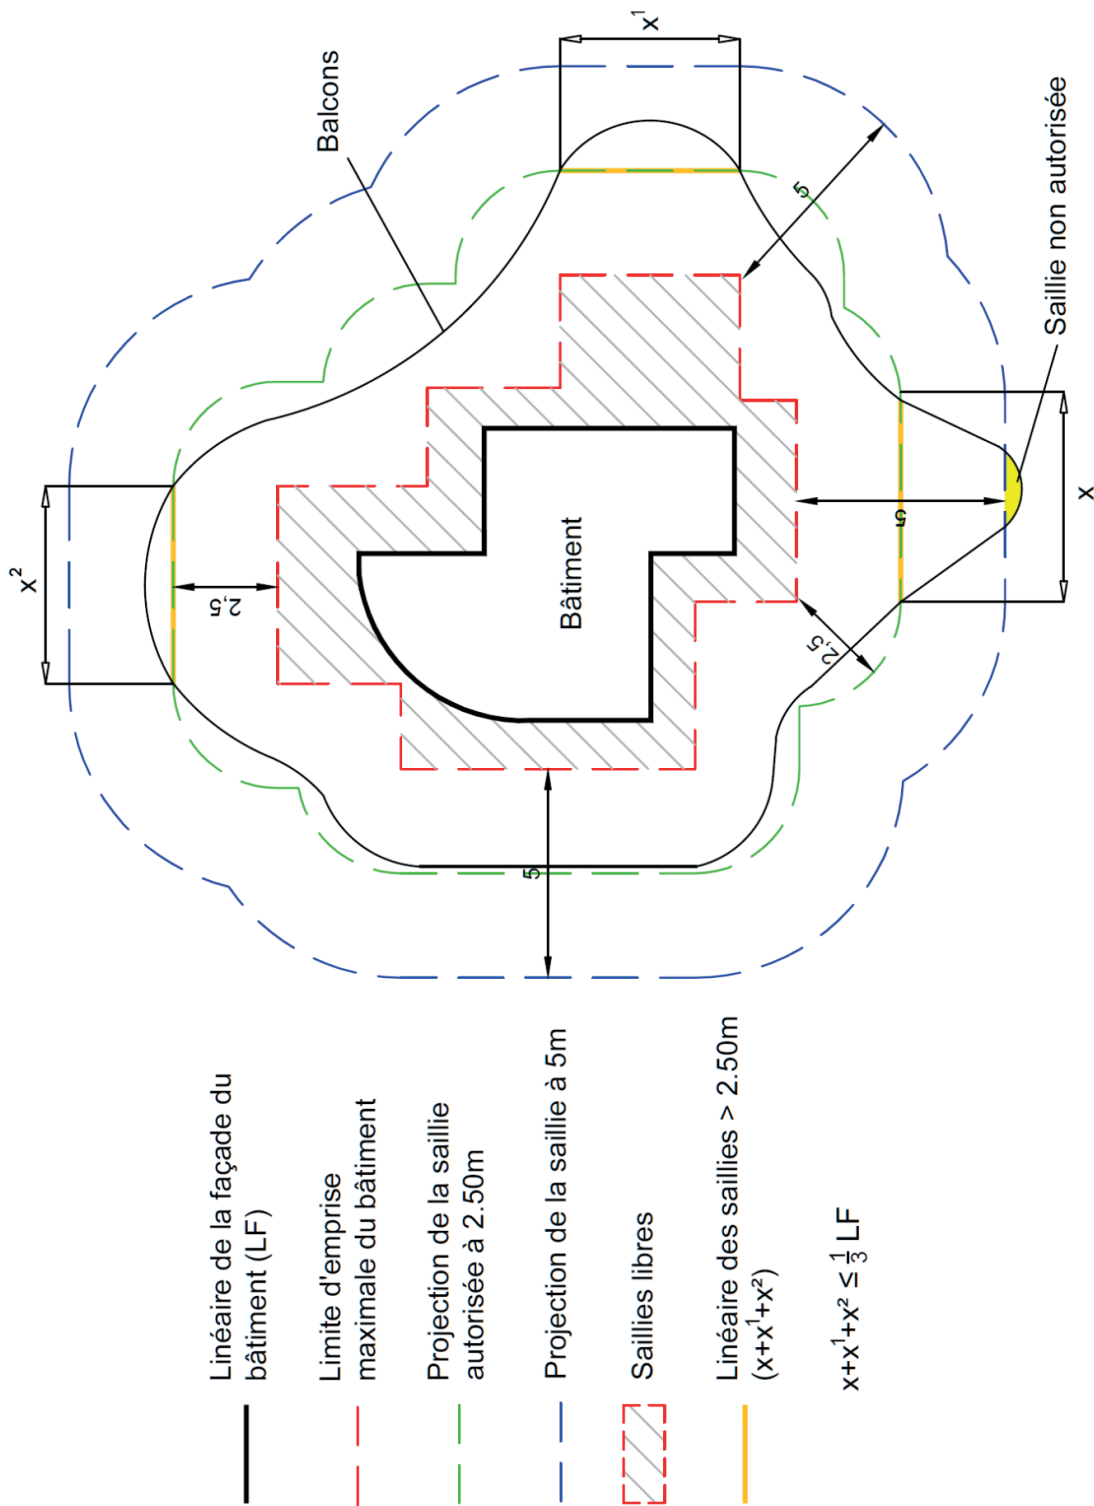 Linéaire de la façade du
bâtiment (LF)
Limite d'emprise
maximale du bâtiment
Projection de la saillie
autorisée à 2.50m
Projection de la saillie à 5m
Saillies libres
Linéaire des saillies > 2.50m
(x+x¹+x²)
x+x¹+x² ≤ 1/3 LF
x²
2,5
Balcons
x¹
5
Bâtiment
5
5
2,5
x
Saillie non autorisée